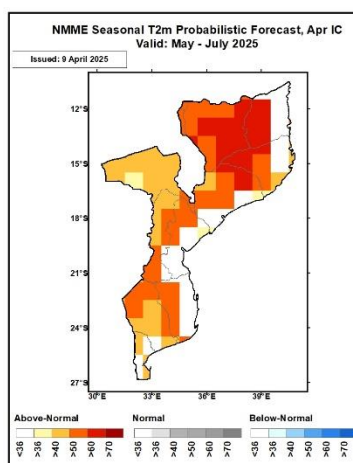 NMME Seasonal T2m Probabilistic Forecast, Apr IC
Valid: May - July 2025
Issued: 9 April 2025
12°S
15°S
18°S
21°S
24°S
27°S
30°E 33°E 36°E 39°E
Above-Normal Normal Below-Normal
<36 >36 >40 >50 >60 >70 <36 36 40 50 60 >70 <36 >36 >40 >50 >60 >70